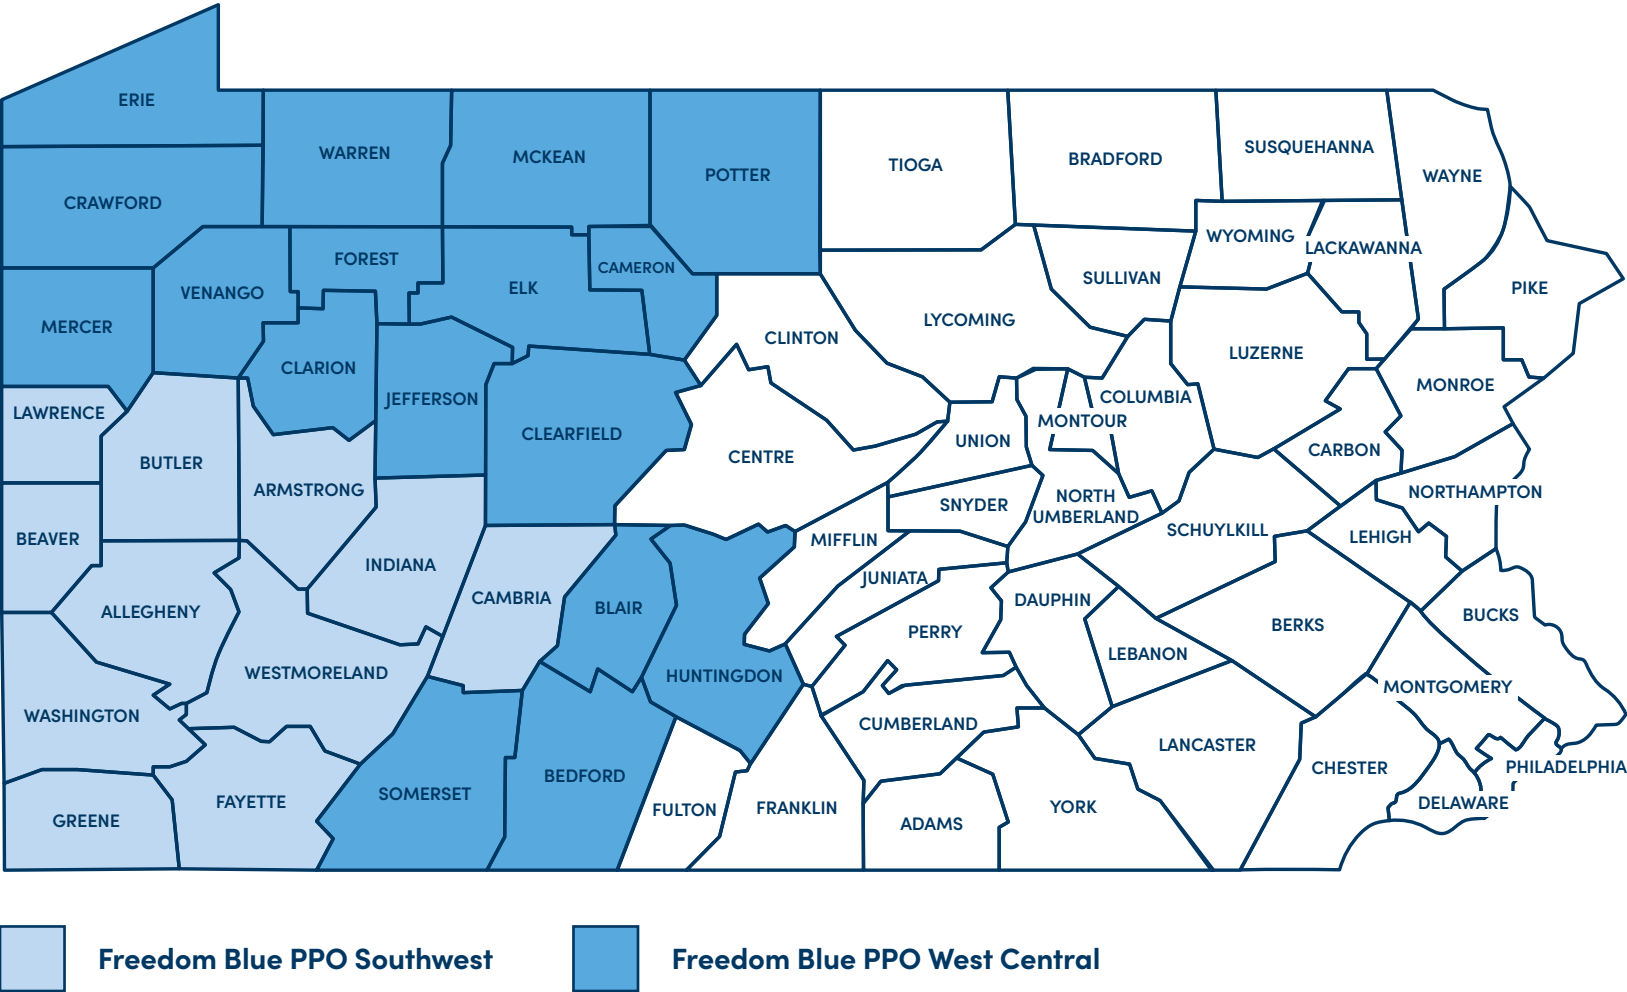 ERIE
WARREN
MCKEAN
POTTER
TIOGA
BRADFORD
SUSQUEHANNA
WAYNE
CRAWFORD
WYOMING
LACKAWANNA
FOREST
CAMERON
SULLIVAN
PIKE
VENANGO
ELK
MERCER
LYCOMING
CLINTON
LUZERNE
CLARION
MONROE
JEFFERSON
COLUMBIA
LAWRENCE
MONTOUR
CLEARFIELD
UNION
CARBON
CENTRE
BUTLER
ARMSTRONG
NORTHAMPTON
SNYDER
NORTH
UMBERLAND
SCHUYLKILL
BEAVER
MIFFLIN
LEHIGH
INDIANA
JUNIATA
CAMBRIA
BLAIR
DAUPHIN
ALLEGHENY
BUCKS
BERKS
PERRY
LEBANON
WESTMORELAND
HUNTINGDON
MONTGOMERY
WASHINGTON
CUMBERLAND
LANCASTER
CHESTER
PHILADELPHIA
BEDFORD
SOMERSET
FAYETTE
DELAWARE
FULTON
FRANKLIN
YORK
GREENE
ADAMS
Freedom Blue PPO Southwest
Freedom Blue PPO West Central